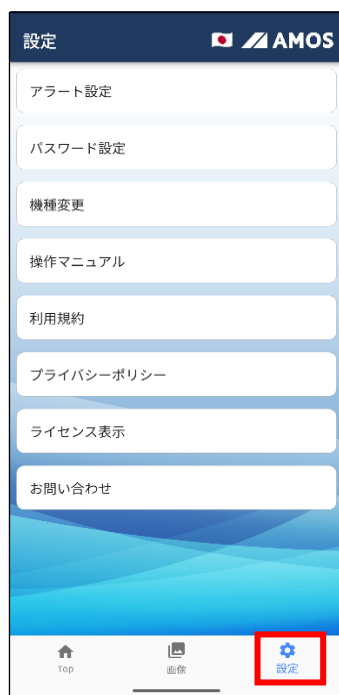 設定 AMOS
アラート設定
パスワード設定
機種変更
操作マニュアル
利用規約
プライバシーポリシー
ライセンス表示
お問い合わせ
Top 画像 設定